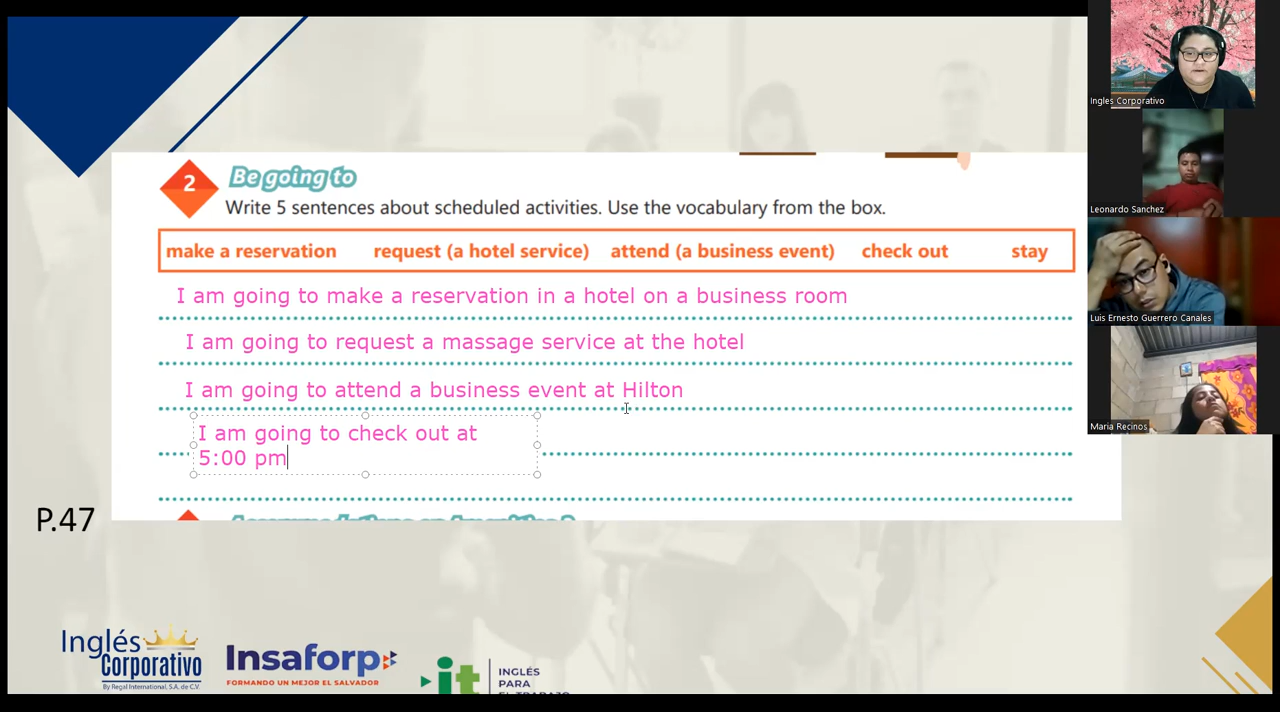 2
Be going to
Write 5 sentences about scheduled activities. Use the vocabulary from the box.
make a reservation request (a hotel service) attend (a business event) check out stay
I am going to make a reservation in a hotel on a business room
I am going to request a massage service at the hotel
I am going to attend a business event at Hilton
I am going to check out at
5:00 pm
P.47
Inglés
Corporativo
By Regal International, S.A. de C.V.
Insaforp
FORMANDO UN MEJOR EL SALVADOR
it
INGLÉS
PARA
Ingles Corporativo
Leonardo Sanchez
Luis Ernesto Guerrero Canales
Maria Recinos